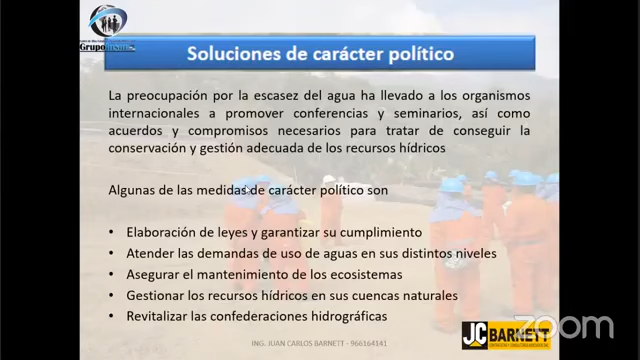 Soluciones de carácter político
La preocupación por la escasez del agua ha llevado a los organismos
internacionales a promover conferencias y seminarios, así como
acuerdos y compromisos necesarios para tratar de conseguir la
conservación y gestión adecuada de los recursos hídricos
Algunas de las medidas de carácter político son
• Elaboración de leyes y garantizar su cumplimiento
• Atender las demandas de uso de aguas en sus distintos niveles
• Asegurar el mantenimiento de los ecosistemas
• Gestionar los recursos hídricos en sus cuencas naturales
• Revitalizar las confederaciones hidrográficas
ING. JUAN CARLOS BARNETT - 966164141
JC BARNETT
zoom